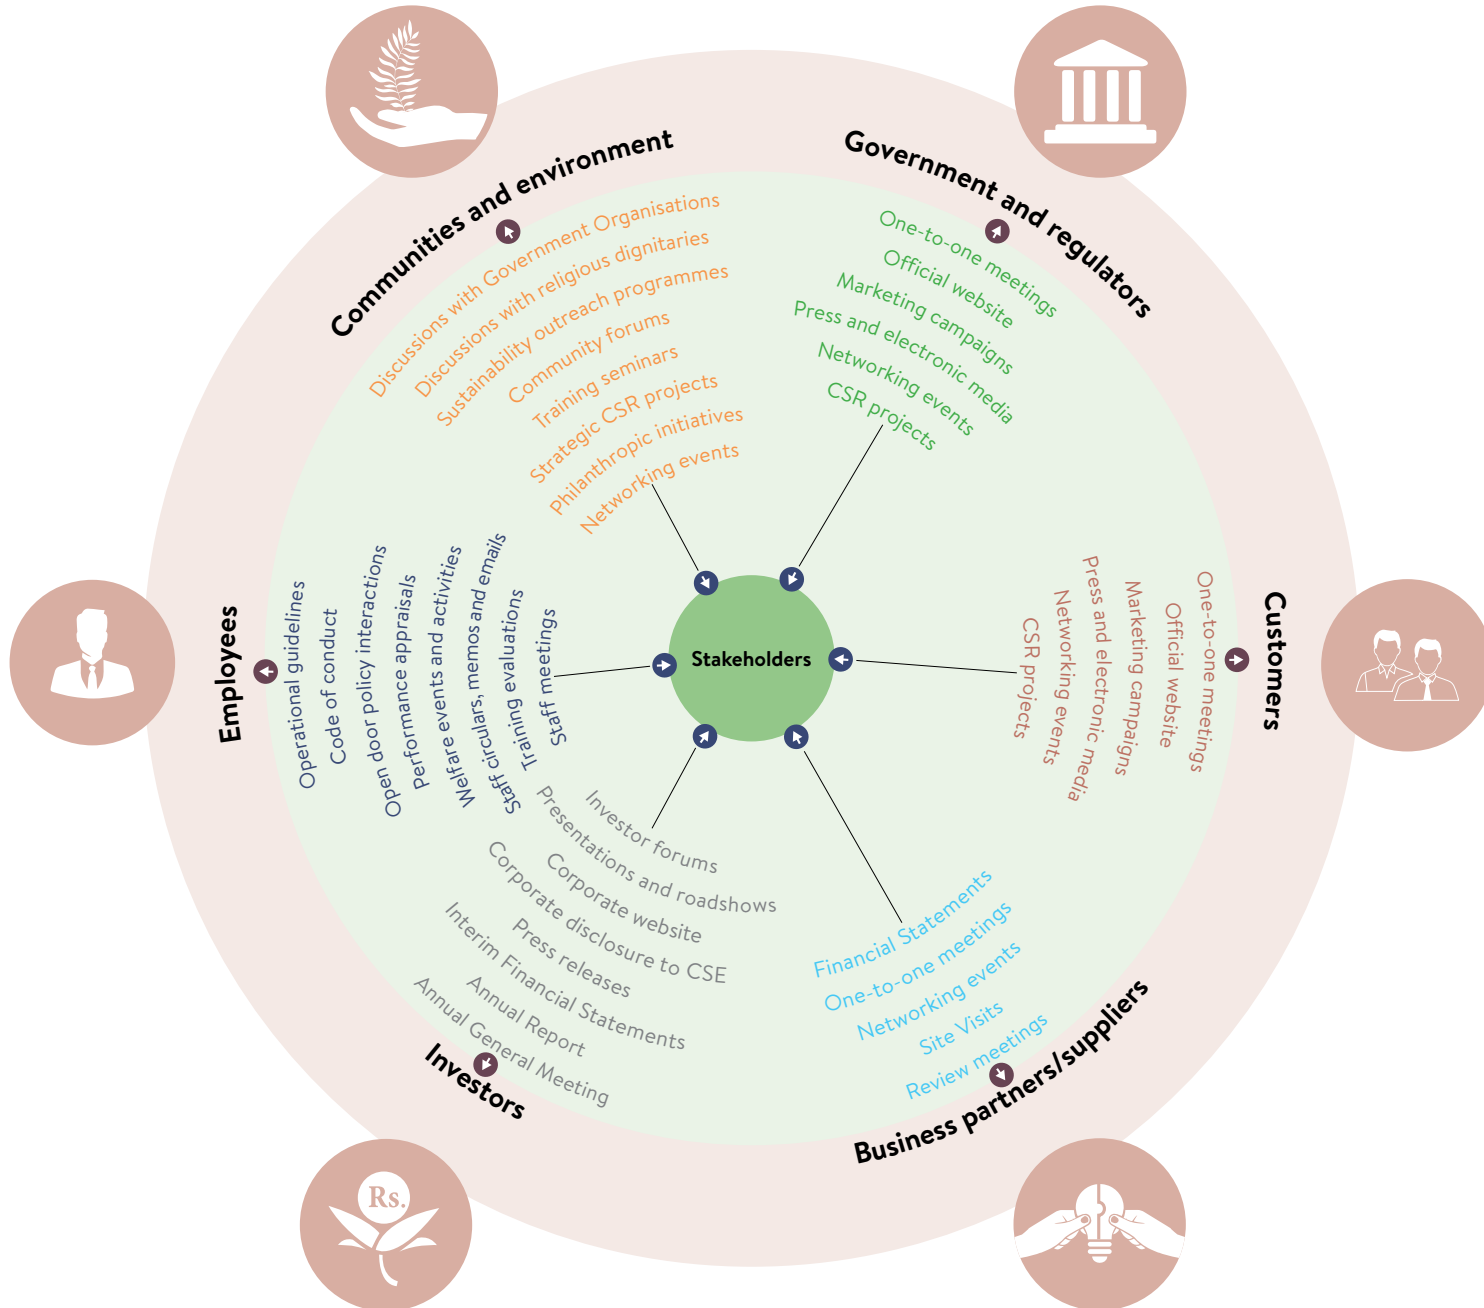 Communities and environment
Discussions with Government Organisations
Discussions with religious dignitaries
Sustainability outreach programmes
Community forums
Training seminars
Strategic CSR projects
Philanthropic initiatives
Networking events
Government and regulators
One-to-one meetings
Official website
Marketing campaigns
Press and electronic media
Networking events
CSR projects
Customers
One-to-one meetings
Official website
Marketing campaigns
Press and electronic media
Networking events
CSR projects
Stakeholders
Employees
Operational guidelines
Code of conduct
Open door policy interactions
Performance appraisals
Welfare events and activities
Staff circulars, memos and emails
Training evaluations
Staff meetings
Investor forums
Presentations and roadshows
Corporate website
Corporate disclosure to CSE
Press releases
Interim Financial Statements
Annual Report
Annual General Meeting
Investors
Rs.
Financial Statements
One-to-one meetings
Networking events
Site Visits
Review meetings
Business partners/suppliers